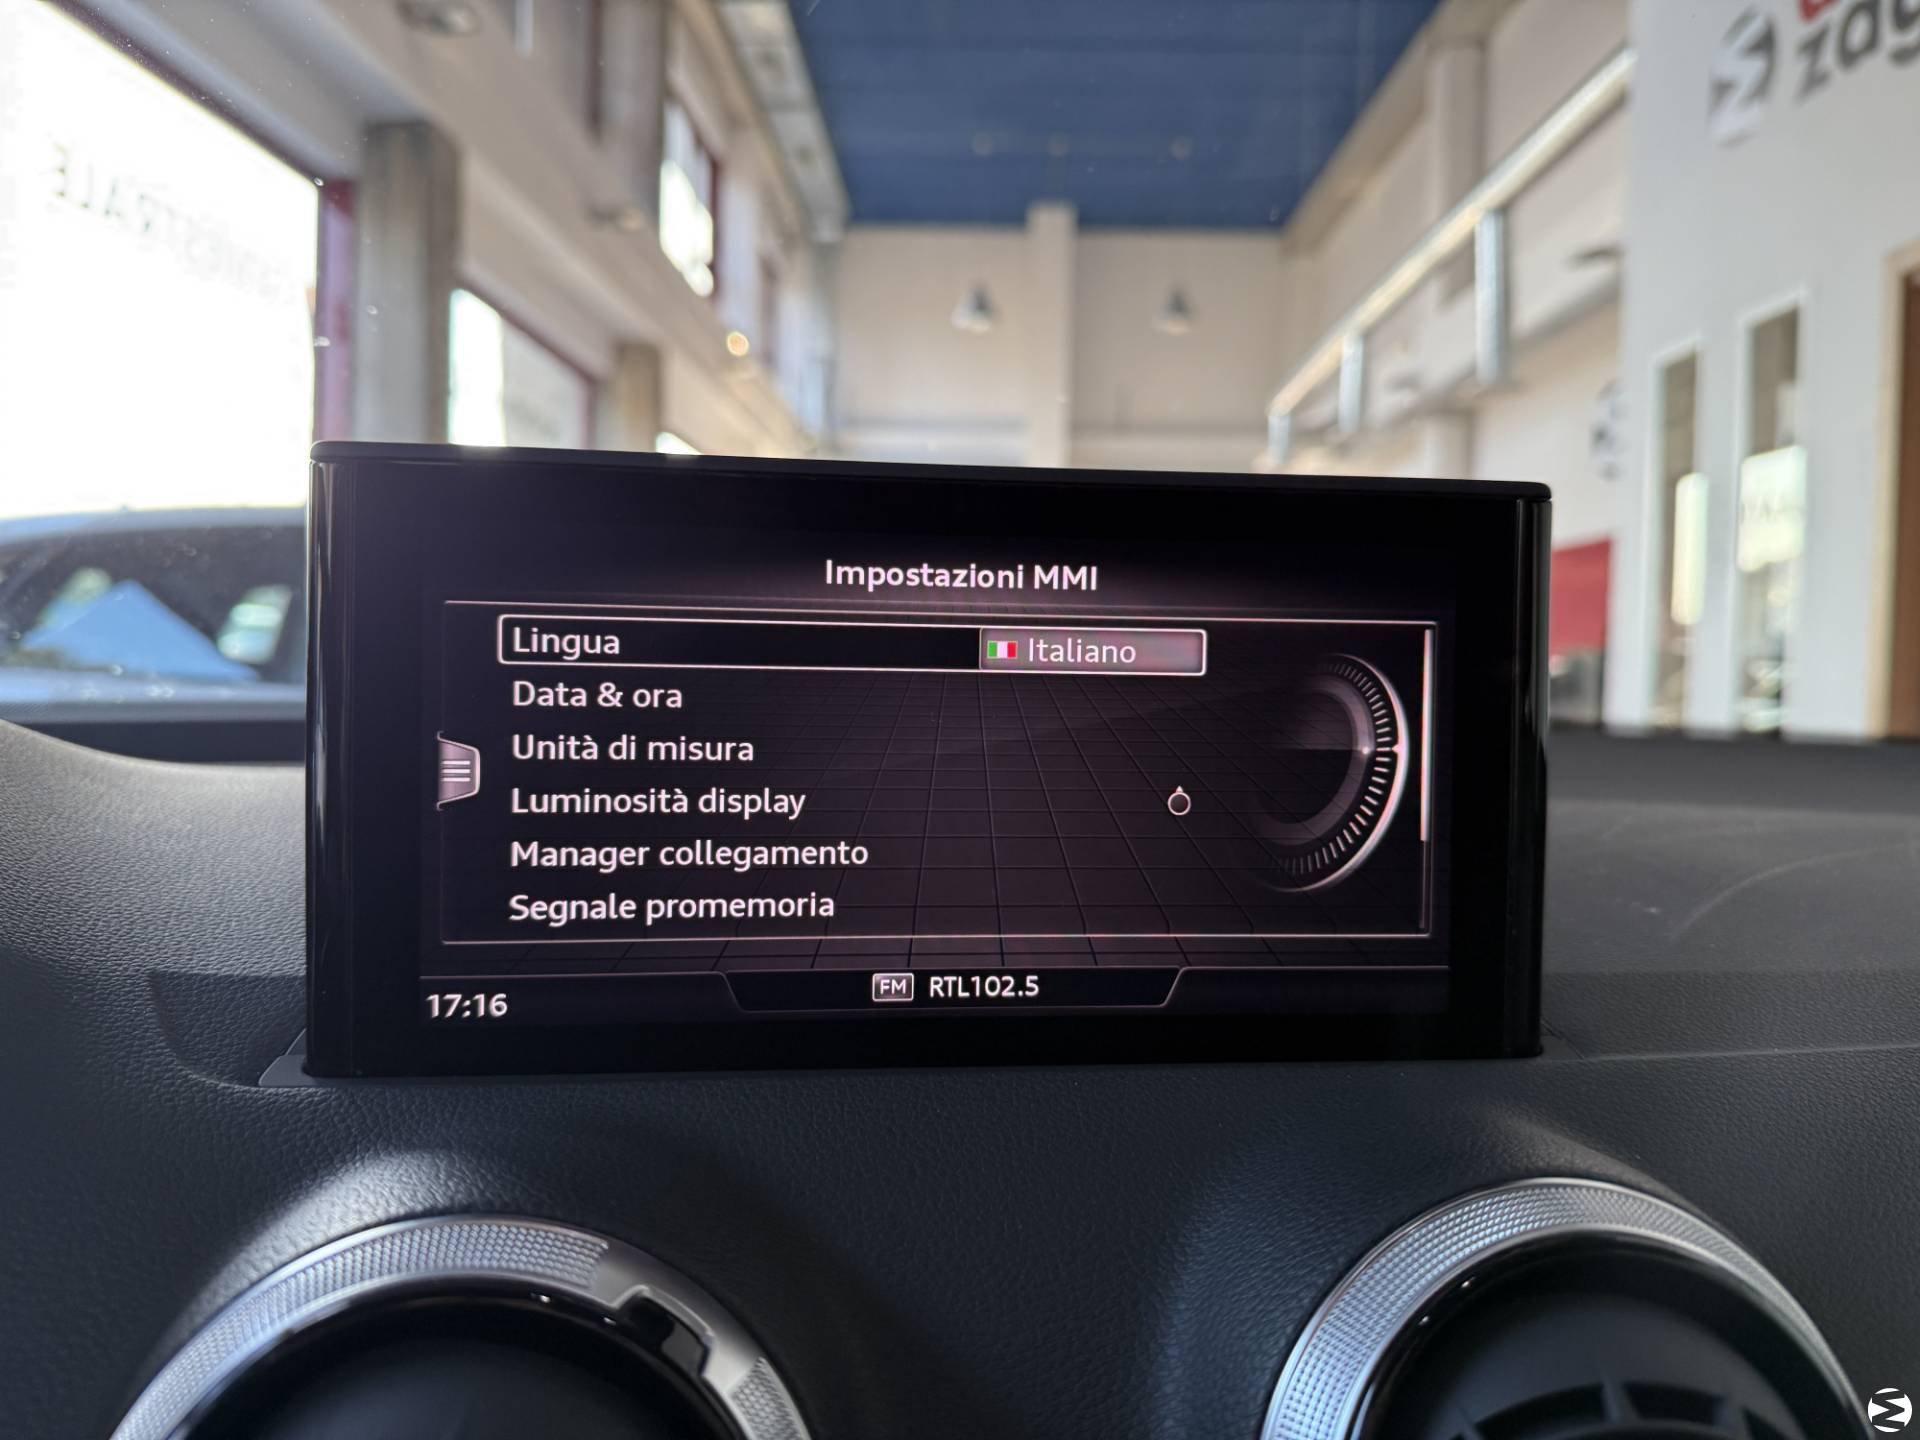 Impostazioni MMI
Lingua
Italiano
Data & ora
Unità di misura
Luminosità display
Manager collegamento
Segnale promemoria
FM RTL102.5
17:16